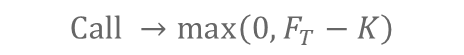 Call → max(0, F_T − K)